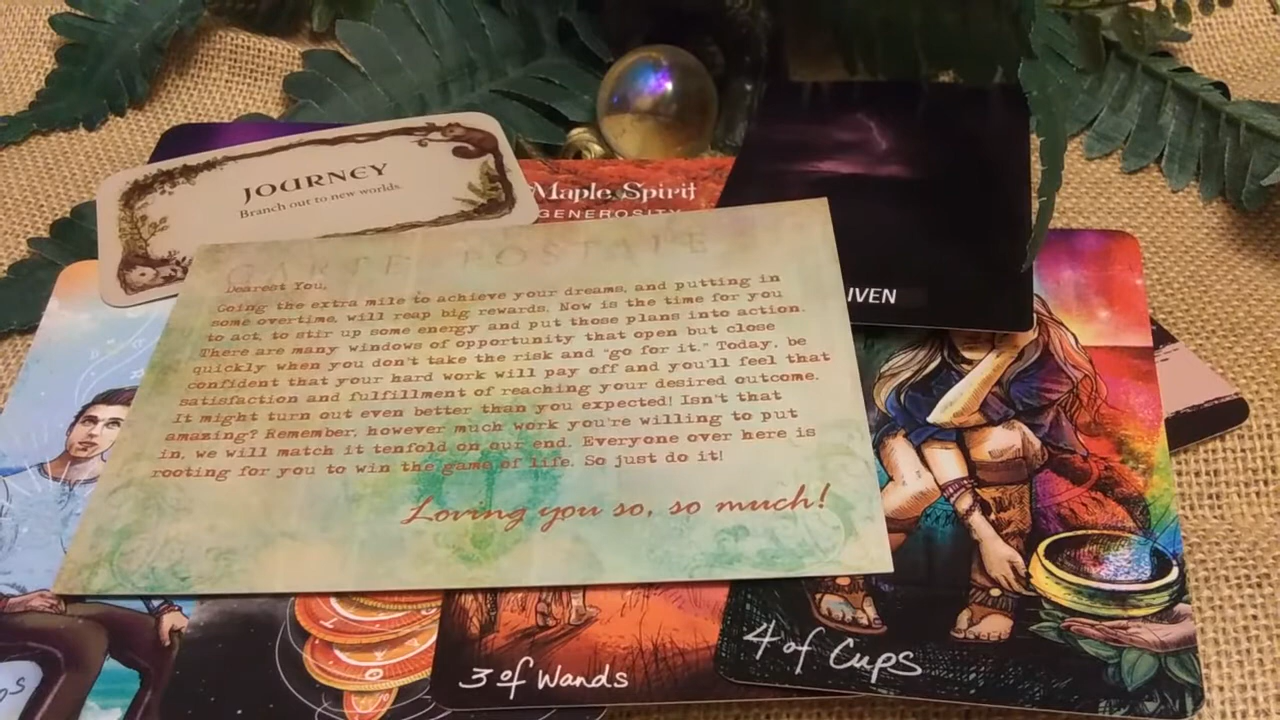 JOURNEY
Branch out to new worlds.
Maple Spirit
GENEROSITY
IVEN
CARTE POSTALE
Dearest You,
Going the extra mile to achieve your dreams, and putting in
some overtime, will reap big rewards. Now is the time for you
to act, to stir up some energy and put those plans into action.
There are many windows of opportunity that open but close
quickly when you don't take the risk and "go for it." Today, be
confident that your hard work will pay off and you'll feel that
satisfaction and fulfillment of reaching your desired outcome.
It might turn out even better than you expected! Isn't that
amazing? Remember, however much work you're willing to put
in, we will match it tenfold on our end. Everyone over here is
rooting for you to win the game of life. So just do it!
Loving you so, so much!
3 of Wands
4 of Cups